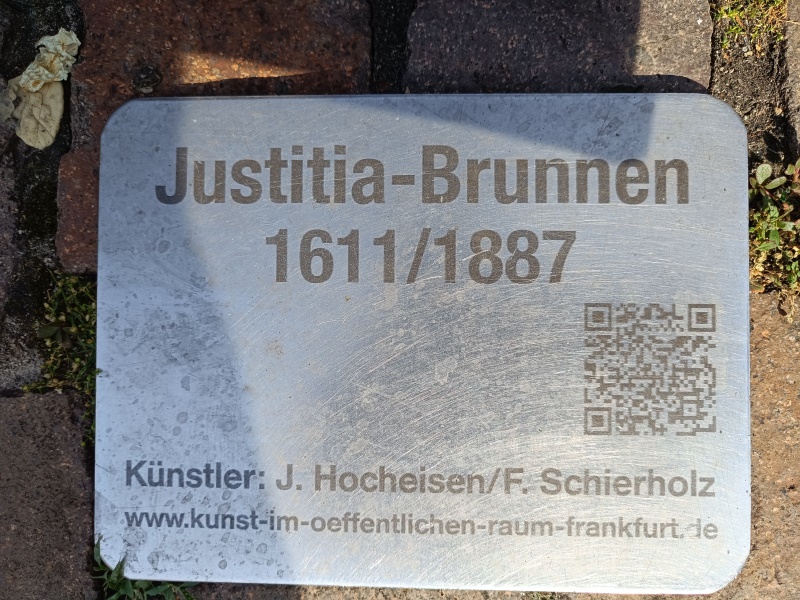 Justitia-Brunnen
1611/1887
Künstler: J. Hocheisen/F. Schierholz
www.kunst-im-oeffentlichen-raum-frankfurt.de